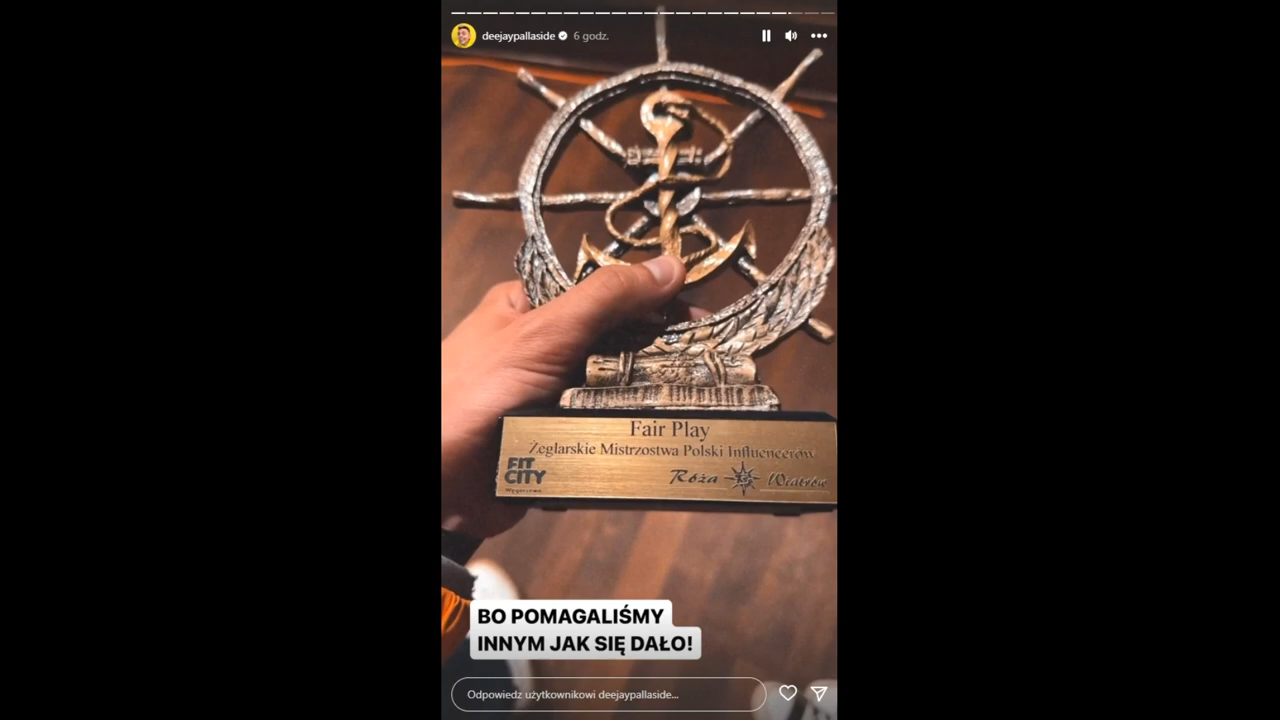 deejaypallaside 6 godz.
Fair Play
Żeglarskie Mistrzostwa Polski Influencerów
FIT
CITY
Węgorzewo
Róża Wiatrów
BO POMAGALIŚMY
INNYM JAK SIĘ DAŁO!
Odpowiedz użytkownikowi deejaypallaside...